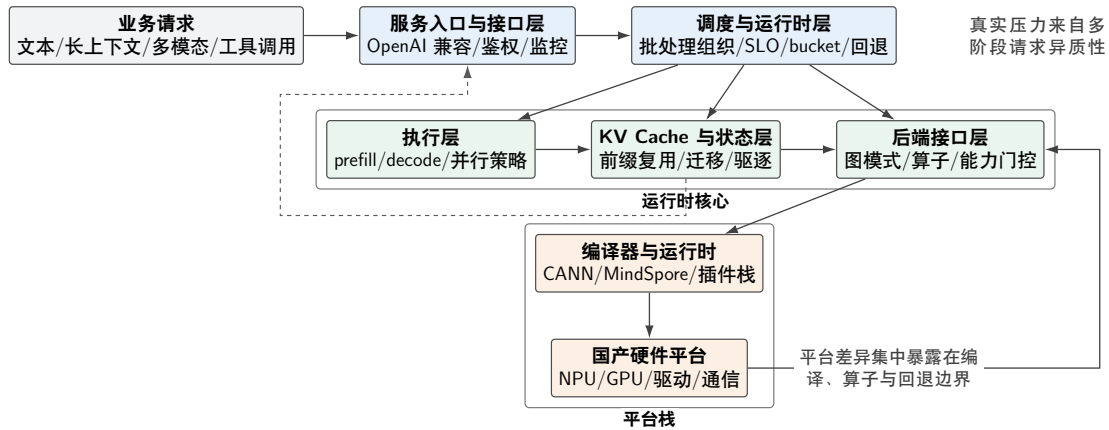 业务请求
文本/长上下文/多模态/工具调用
服务入口与接口层
OpenAI 兼容/鉴权/监控
调度与运行时层
批处理组织/SLO/bucket/回退
真实压力来自多
阶段请求异质性
执行层
prefill/decode/并行策略
KV Cache 与状态层
前缀复用/迁移/驱逐
后端接口层
图模式/算子/能力门控
运行时核心
编译器与运行时
CANN/MindSpore/插件栈
国产硬件平台
NPU/GPU/驱动/通信
平台差异集中暴露在编
译、算子与回退边界
平台栈